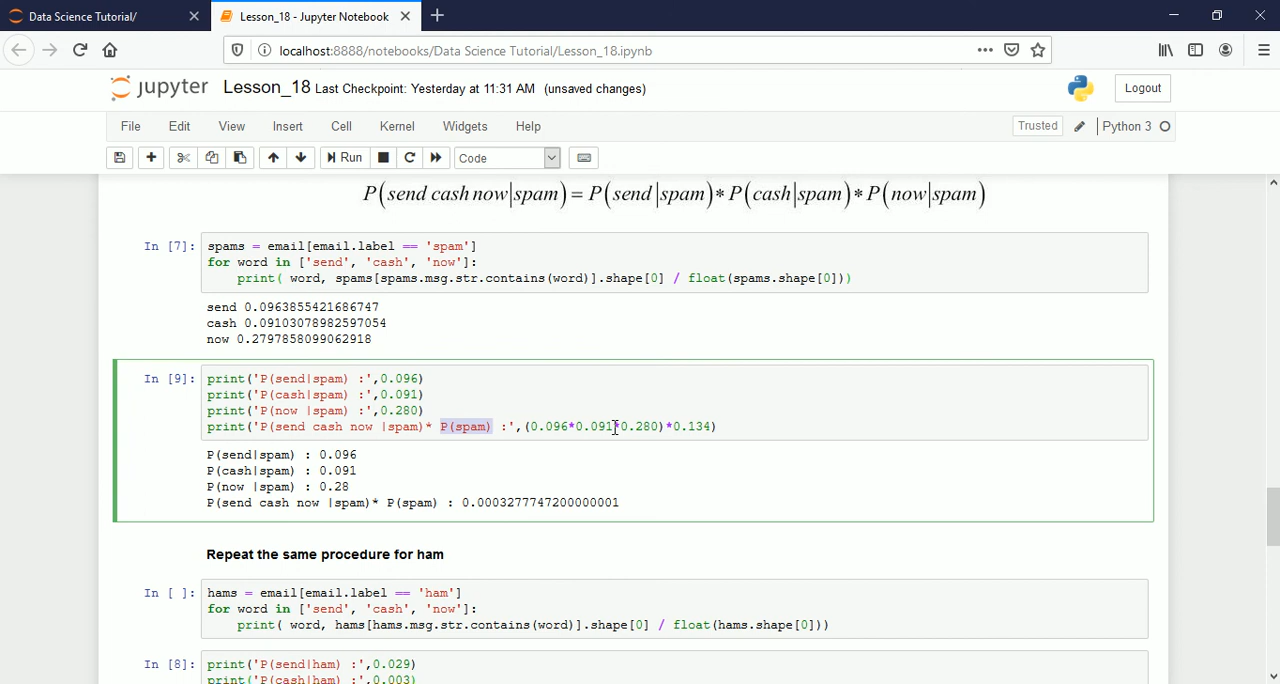 Data Science Tutorial/
Lesson_18 - Jupyter Notebook
localhost:8888/notebooks/Data Science Tutorial/Lesson_18.ipynb
jupyter Lesson_18 Last Checkpoint: Yesterday at 11:31 AM (unsaved changes)
Logout
File Edit View Insert Cell Kernel Widgets Help
Trusted Python 3
Run Code
P(send cash now|spam) = P(send |spam)* P(cash|spam)* P(now|spam)
In [7]: spams = email[email.label == 'spam']
for word in ['send', 'cash', 'now']:
print( word, spams[spams.msg.str.contains(word)].shape[0] / float(spams.shape[0]))
send 0.0963855421686747
cash 0.09103078982597054
now 0.2797858099062918
In [9]: print('P(send|spam) :',0.096)
print('P(cash|spam) :',0.091)
print('P(now |spam) :',0.280)
print('P(send cash now |spam)* P(spam) :',(0.096*0.091*0.280)*0.134)
P(send|spam) : 0.096
P(cash|spam) : 0.091
P(now |spam) : 0.28
P(send cash now |spam)* P(spam) : 0.0003277747200000001
Repeat the same procedure for ham
In [ ]: hams = email[email.label == 'ham']
for word in ['send', 'cash', 'now']:
print( word, hams[hams.msg.str.contains(word)].shape[0] / float(hams.shape[0]))
In [8]: print('P(send|ham) :',0.029)
print('P(cash|ham) :',0.003)